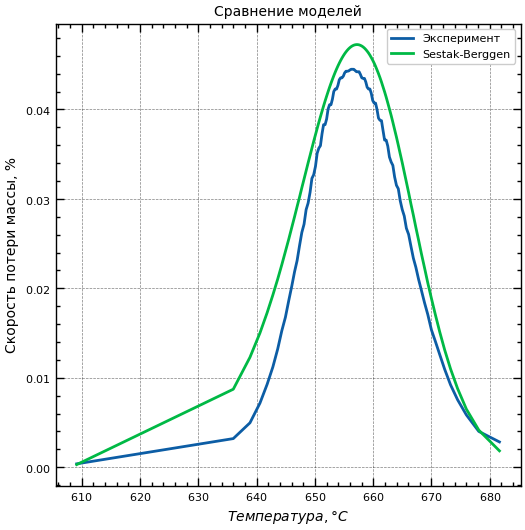 Сравнение моделей
Эксперимент
Sestak-Berggen
Скорость потери массы, %
0.04
0.03
0.02
0.01
0.00
610 620 630 640 650 660 670 680
Температура, °C